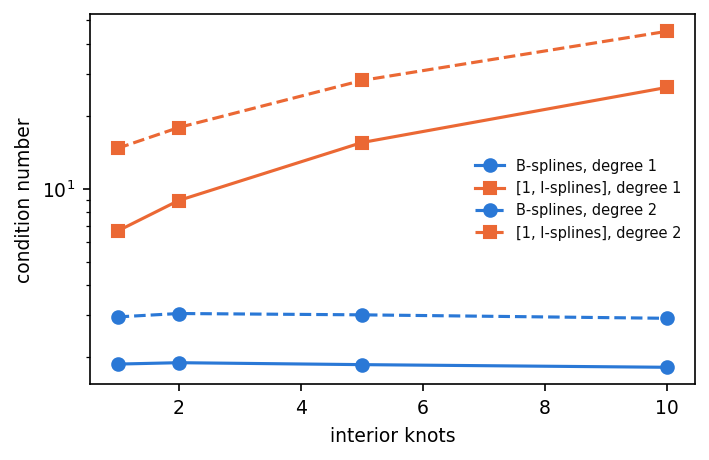 condition number
10¹
B-splines, degree 1
[1, I-splines], degree 1
B-splines, degree 2
[1, I-splines], degree 2
2 4 6 8 10
interior knots